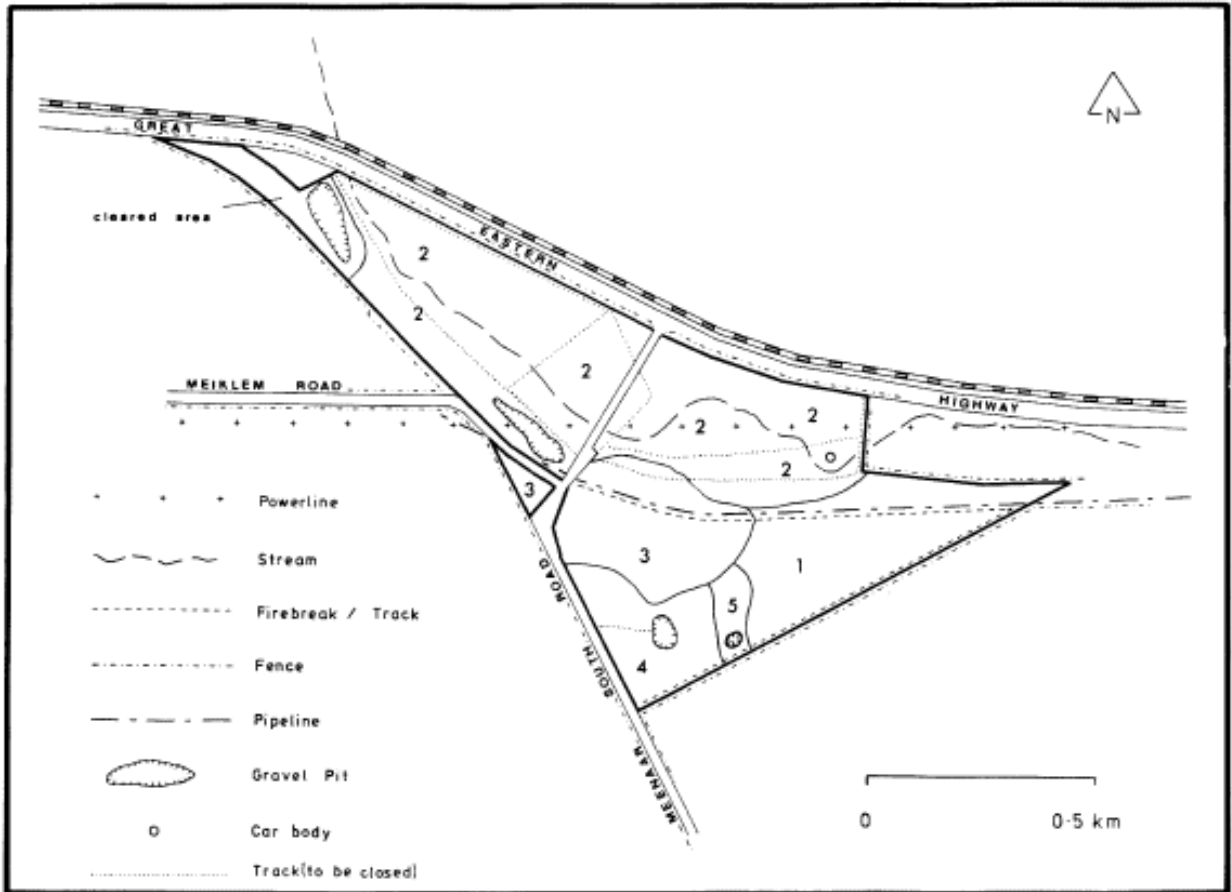 N
GREAT
cleared area
EASTERN
2
2
2
MEIKLEM ROAD
HIGHWAY
2
2
2
3
3
1
5
4
SOUTH ROAD
MEENAAR
Powerline
Stream
Firebreak / Track
Fence
Pipeline
Gravel Pit
Car body
Track(to be closed)
0 0·5 km